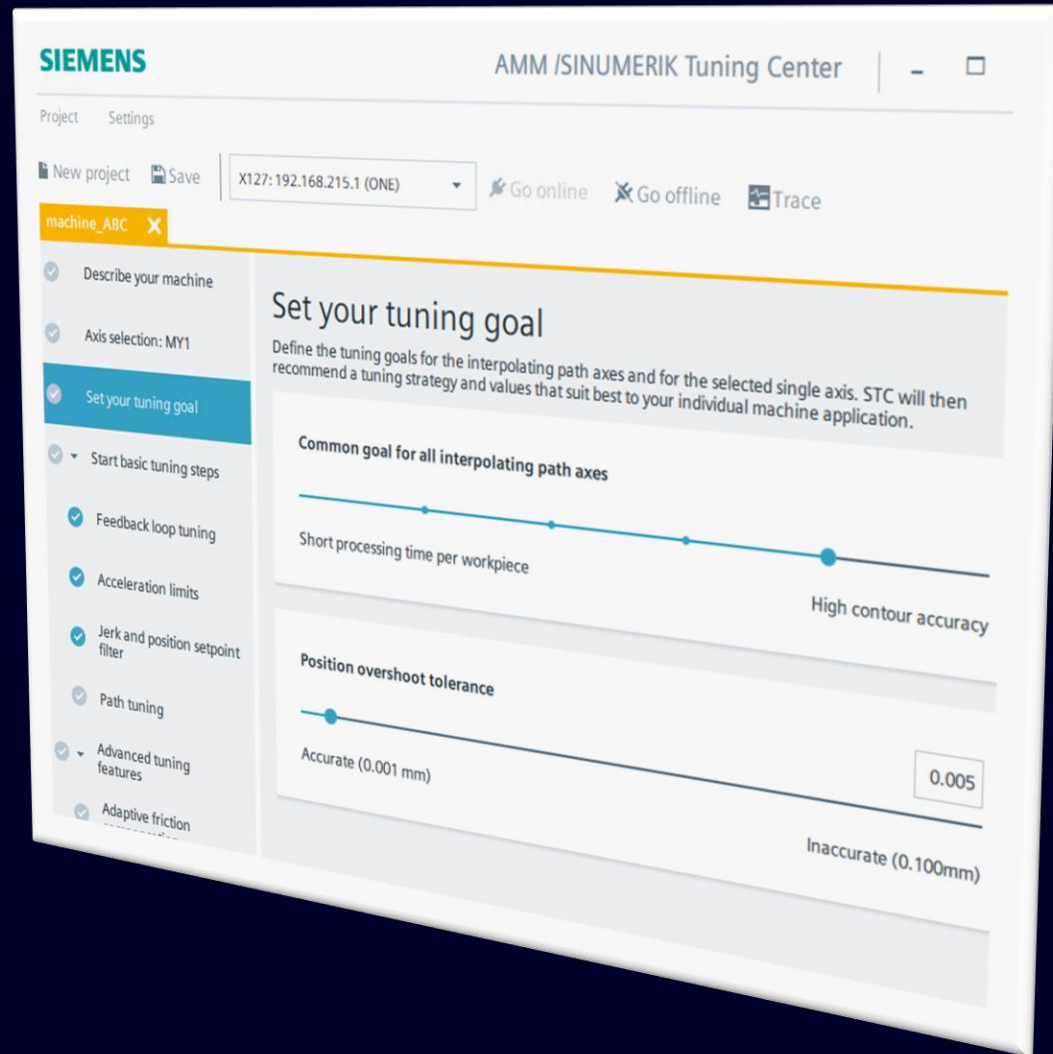 SIEMENS
AMM /SINUMERIK Tuning Center
Project Settings
New project Save X127: 192.168.215.1 (ONE) Go online Go offline Trace
machine_ABC
Describe your machine
Axis selection: MY1
Set your tuning goal
Start basic tuning steps
Feedback loop tuning
Acceleration limits
Jerk and position setpoint
filter
Path tuning
Advanced tuning
features
Adaptive friction
Set your tuning goal
Define the tuning goals for the interpolating path axes and for the selected single axis. STC will then
recommend a tuning strategy and values that suit best to your individual machine application.
Common goal for all interpolating path axes
Short processing time per workpiece
High contour accuracy
Position overshoot tolerance
0.005
Accurate (0.001 mm)
Inaccurate (0.100mm)